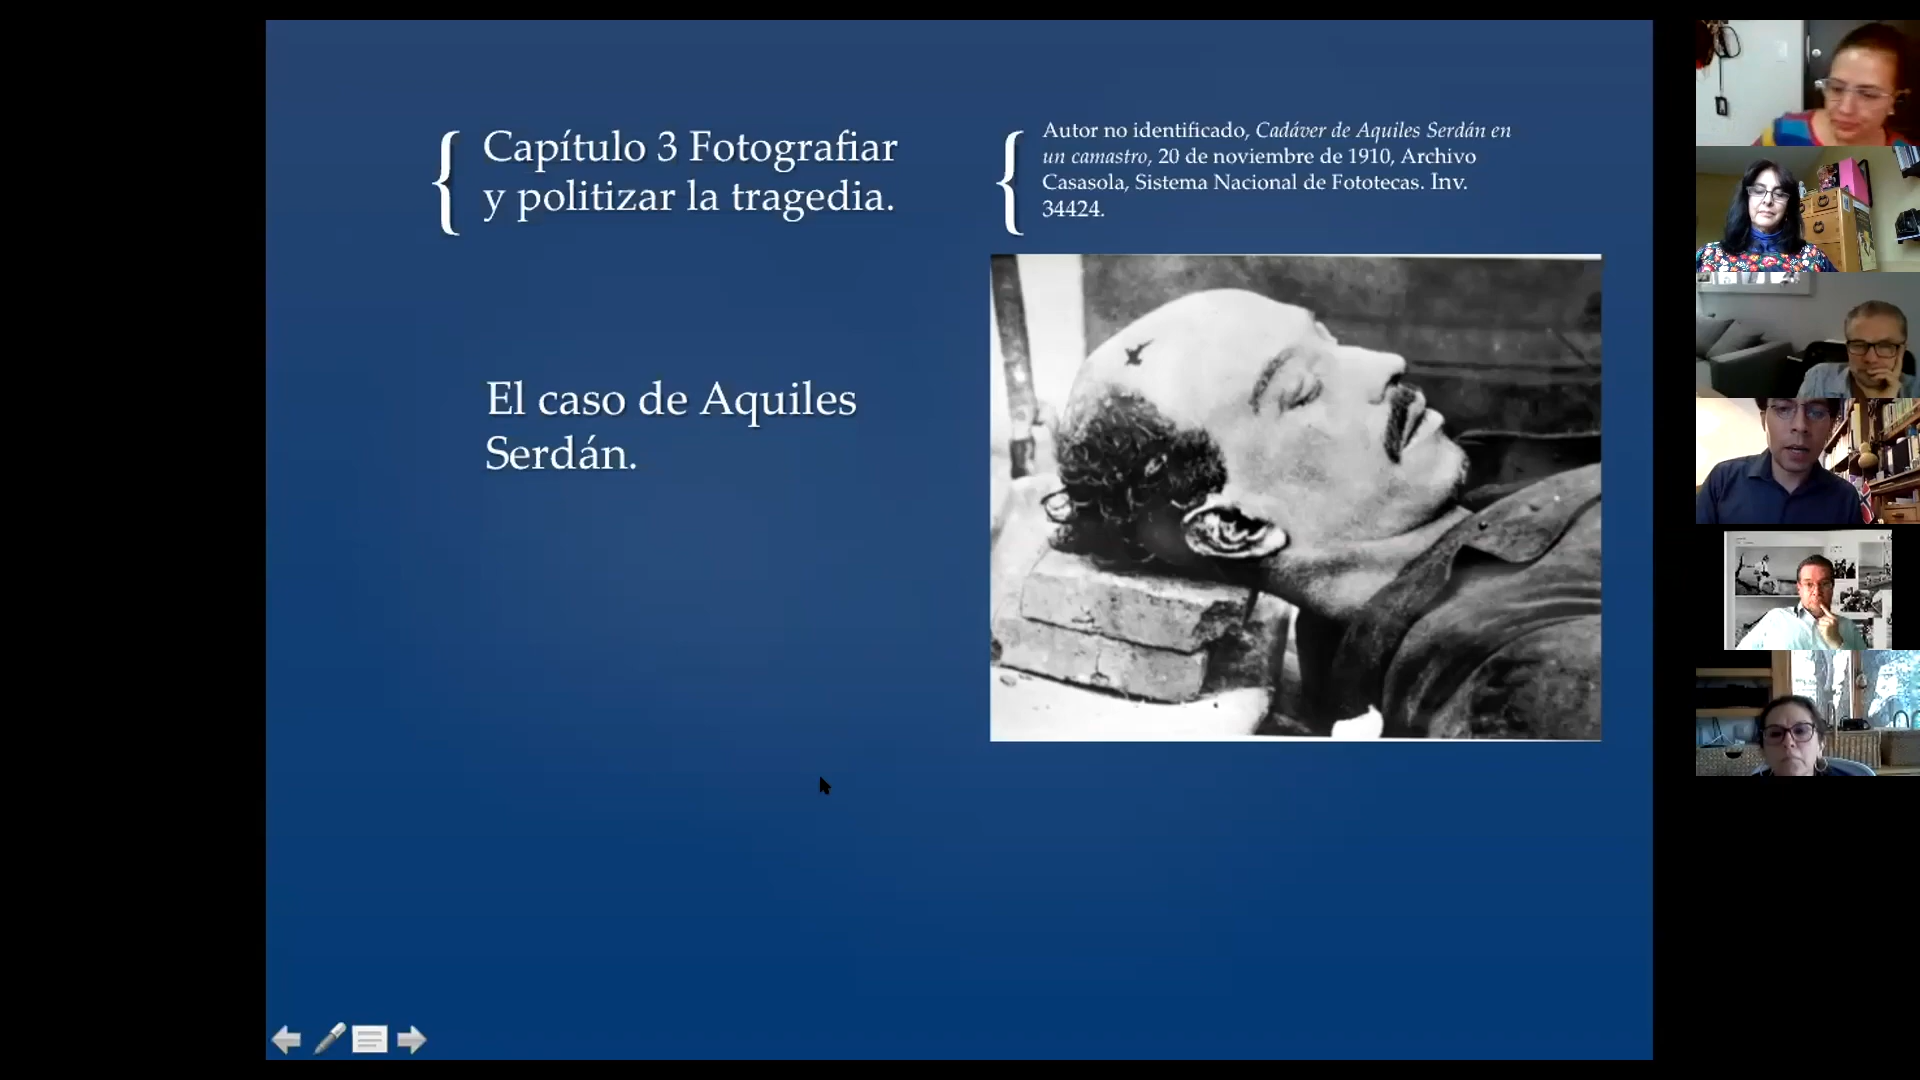 Capítulo 3 Fotografiar
y politizar la tragedia.
El caso de Aquiles
Serdán.
Autor no identificado, Cadáver de Aquiles Serdán en
un camastro, 20 de noviembre de 1910, Archivo
Casasola, Sistema Nacional de Fototecas. Inv.
34424.